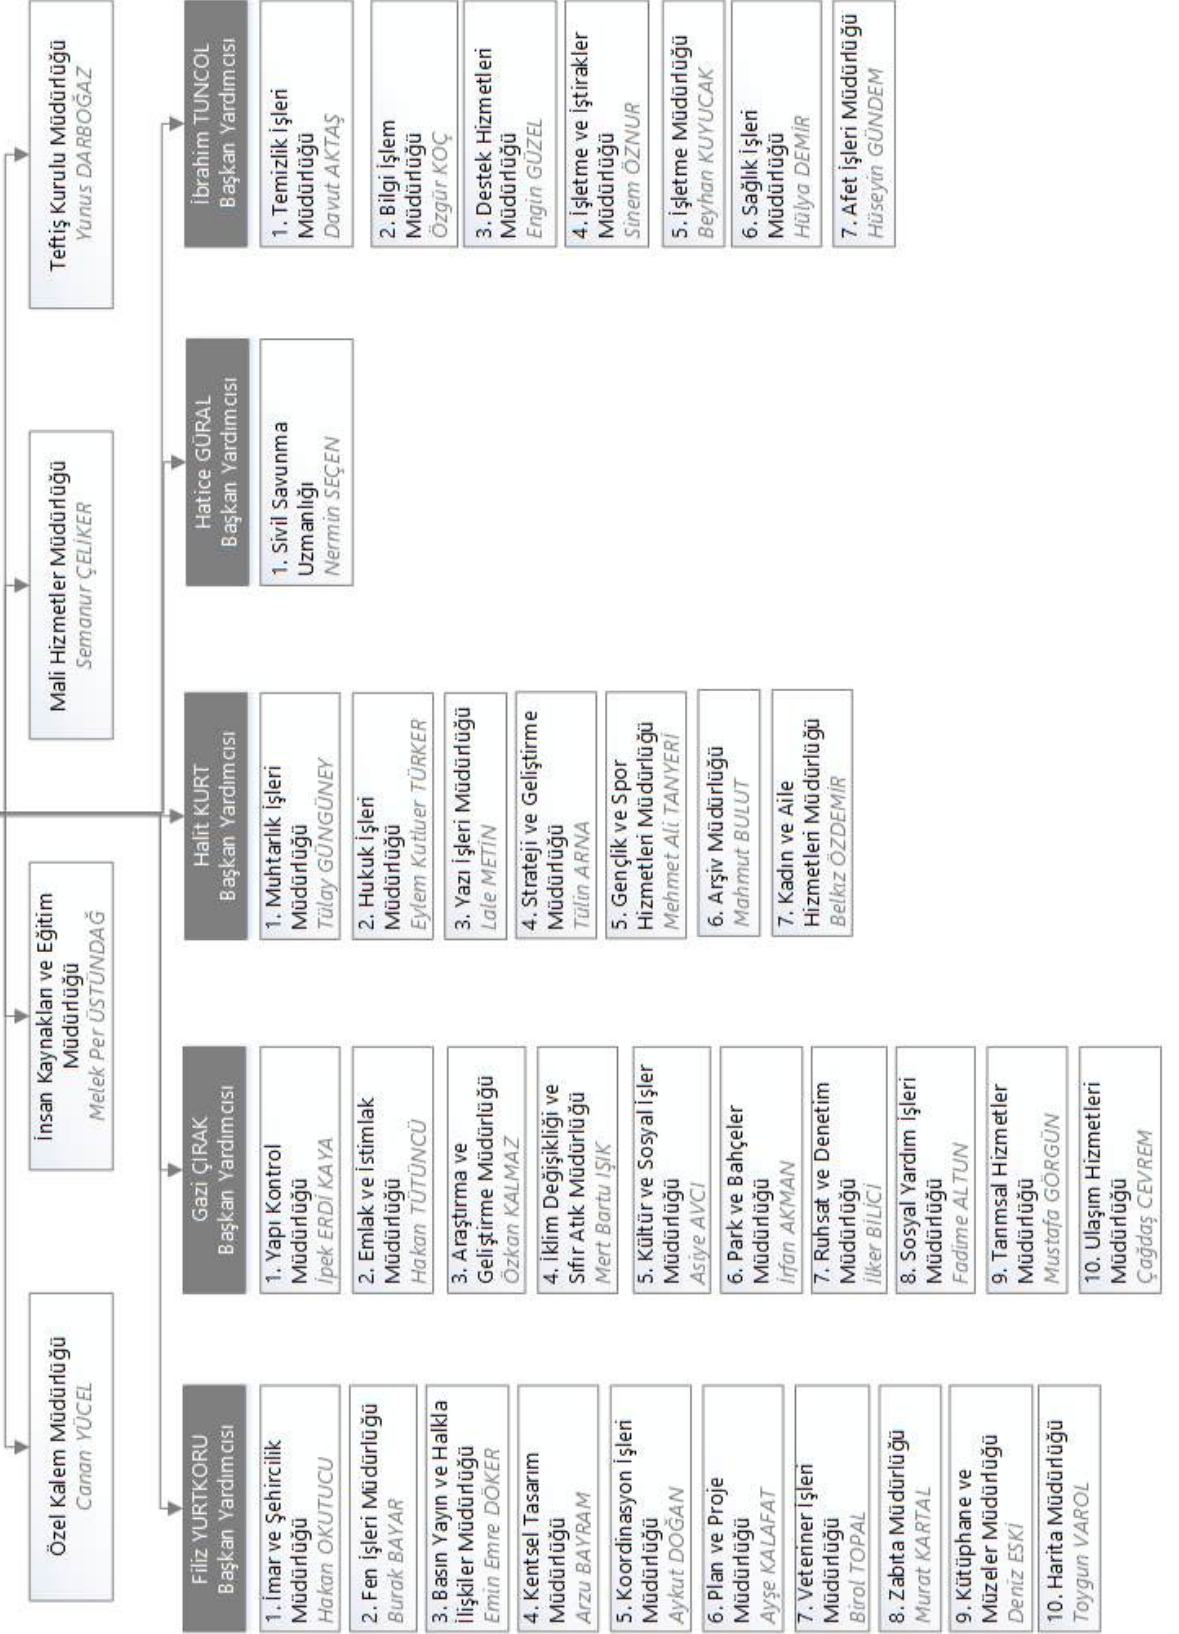 Özel Kalem Müdürlüğü
Canan YÜCEL
İnsan Kaynakları ve Eğitim
Müdürlüğü
Melek Per ÜSTÜNDAĞ
Mali Hizmetler Müdürlüğü
Semanur ÇELİKER
Teftiş Kurulu Müdürlüğü
Yunus DARBOĞAZ
Filiz YURTKORU
Başkan Yardımcısı
1. İmar ve Şehircilik
Müdürlüğü
Hakan OKUTUCU
2. Fen İşleri Müdürlüğü
Burak BAYAR
3. Basın Yayın ve Halkla
İlişkiler Müdürlüğü
Emin Emre DÖKER
4. Kentsel Tasarım
Müdürlüğü
Arzu BAYRAM
5. Koordinasyon İşleri
Müdürlüğü
Aykut DOĞAN
6. Plan ve Proje
Müdürlüğü
Ayşe KALAFAT
7. Veteriner İşleri
Müdürlüğü
Birol TOPAL
8. Zabıta Müdürlüğü
Murat KARTAL
9. Kütüphane ve
Müzeler Müdürlüğü
Deniz ESKİ
10. Harita Müdürlüğü
Toygun VAROL
Gazi ÇIRAK
Başkan Yardımcısı
1. Yapı Kontrol
Müdürlüğü
İpek ERDİ KAYA
2. Emlak ve İstimlak
Müdürlüğü
Hakan TÜTÜNCÜ
3. Araştırma ve
Geliştirme Müdürlüğü
Özkan KALMAZ
4. İklim Değişikliği ve
Sıfır Atık Müdürlüğü
Mert Bartu IŞIK
5. Kültür ve Sosyal İşler
Müdürlüğü
Asiye AVCI
6. Park ve Bahçeler
Müdürlüğü
İrfan AKMAN
7. Ruhsat ve Denetim
Müdürlüğü
İlker BİLİCİ
8. Sosyal Yardım İşleri
Müdürlüğü
Fadime ALTUN
9. Tarımsal Hizmetler
Müdürlüğü
Mustafa GÖRGÜN
10. Ulaşım Hizmetleri
Müdürlüğü
Çağdaş CEVREM
Halit KURT
Başkan Yardımcısı
1. Muhtarlık İşleri
Müdürlüğü
Tülay GÜNGÜNEY
2. Hukuk İşleri
Müdürlüğü
Eylem Kutluer TÜRKER
3. Yazı İşleri Müdürlüğü
Lale METİN
4. Strateji ve Geliştirme
Müdürlüğü
Tülin ARNA
5. Gençlik ve Spor
Hizmetleri Müdürlüğü
Mehmet Ali TANYERİ
6. Arşiv Müdürlüğü
Mahmut BULUT
7. Kadın ve Aile
Hizmetleri Müdürlüğü
Belkız ÖZDEMİR
Hatice GÜRAL
Başkan Yardımcısı
1. Sivil Savunma
Uzmanlığı
Nermin SEÇEN
İbrahim TUNCOL
Başkan Yardımcısı
1. Temizlik İşleri
Müdürlüğü
Davut AKTAŞ
2. Bilgi İşlem
Müdürlüğü
Özgür KOÇ
3. Destek Hizmetleri
Müdürlüğü
Engin GÜZEL
4. İşletme ve İştirakler
Müdürlüğü
Sinem ÖZNUR
5. İşletme Müdürlüğü
Beyhan KUYUCAK
6. Sağlık İşleri
Müdürlüğü
Hülya DEMİR
7. Afet İşleri Müdürlüğü
Hüseyin GÜNDEM